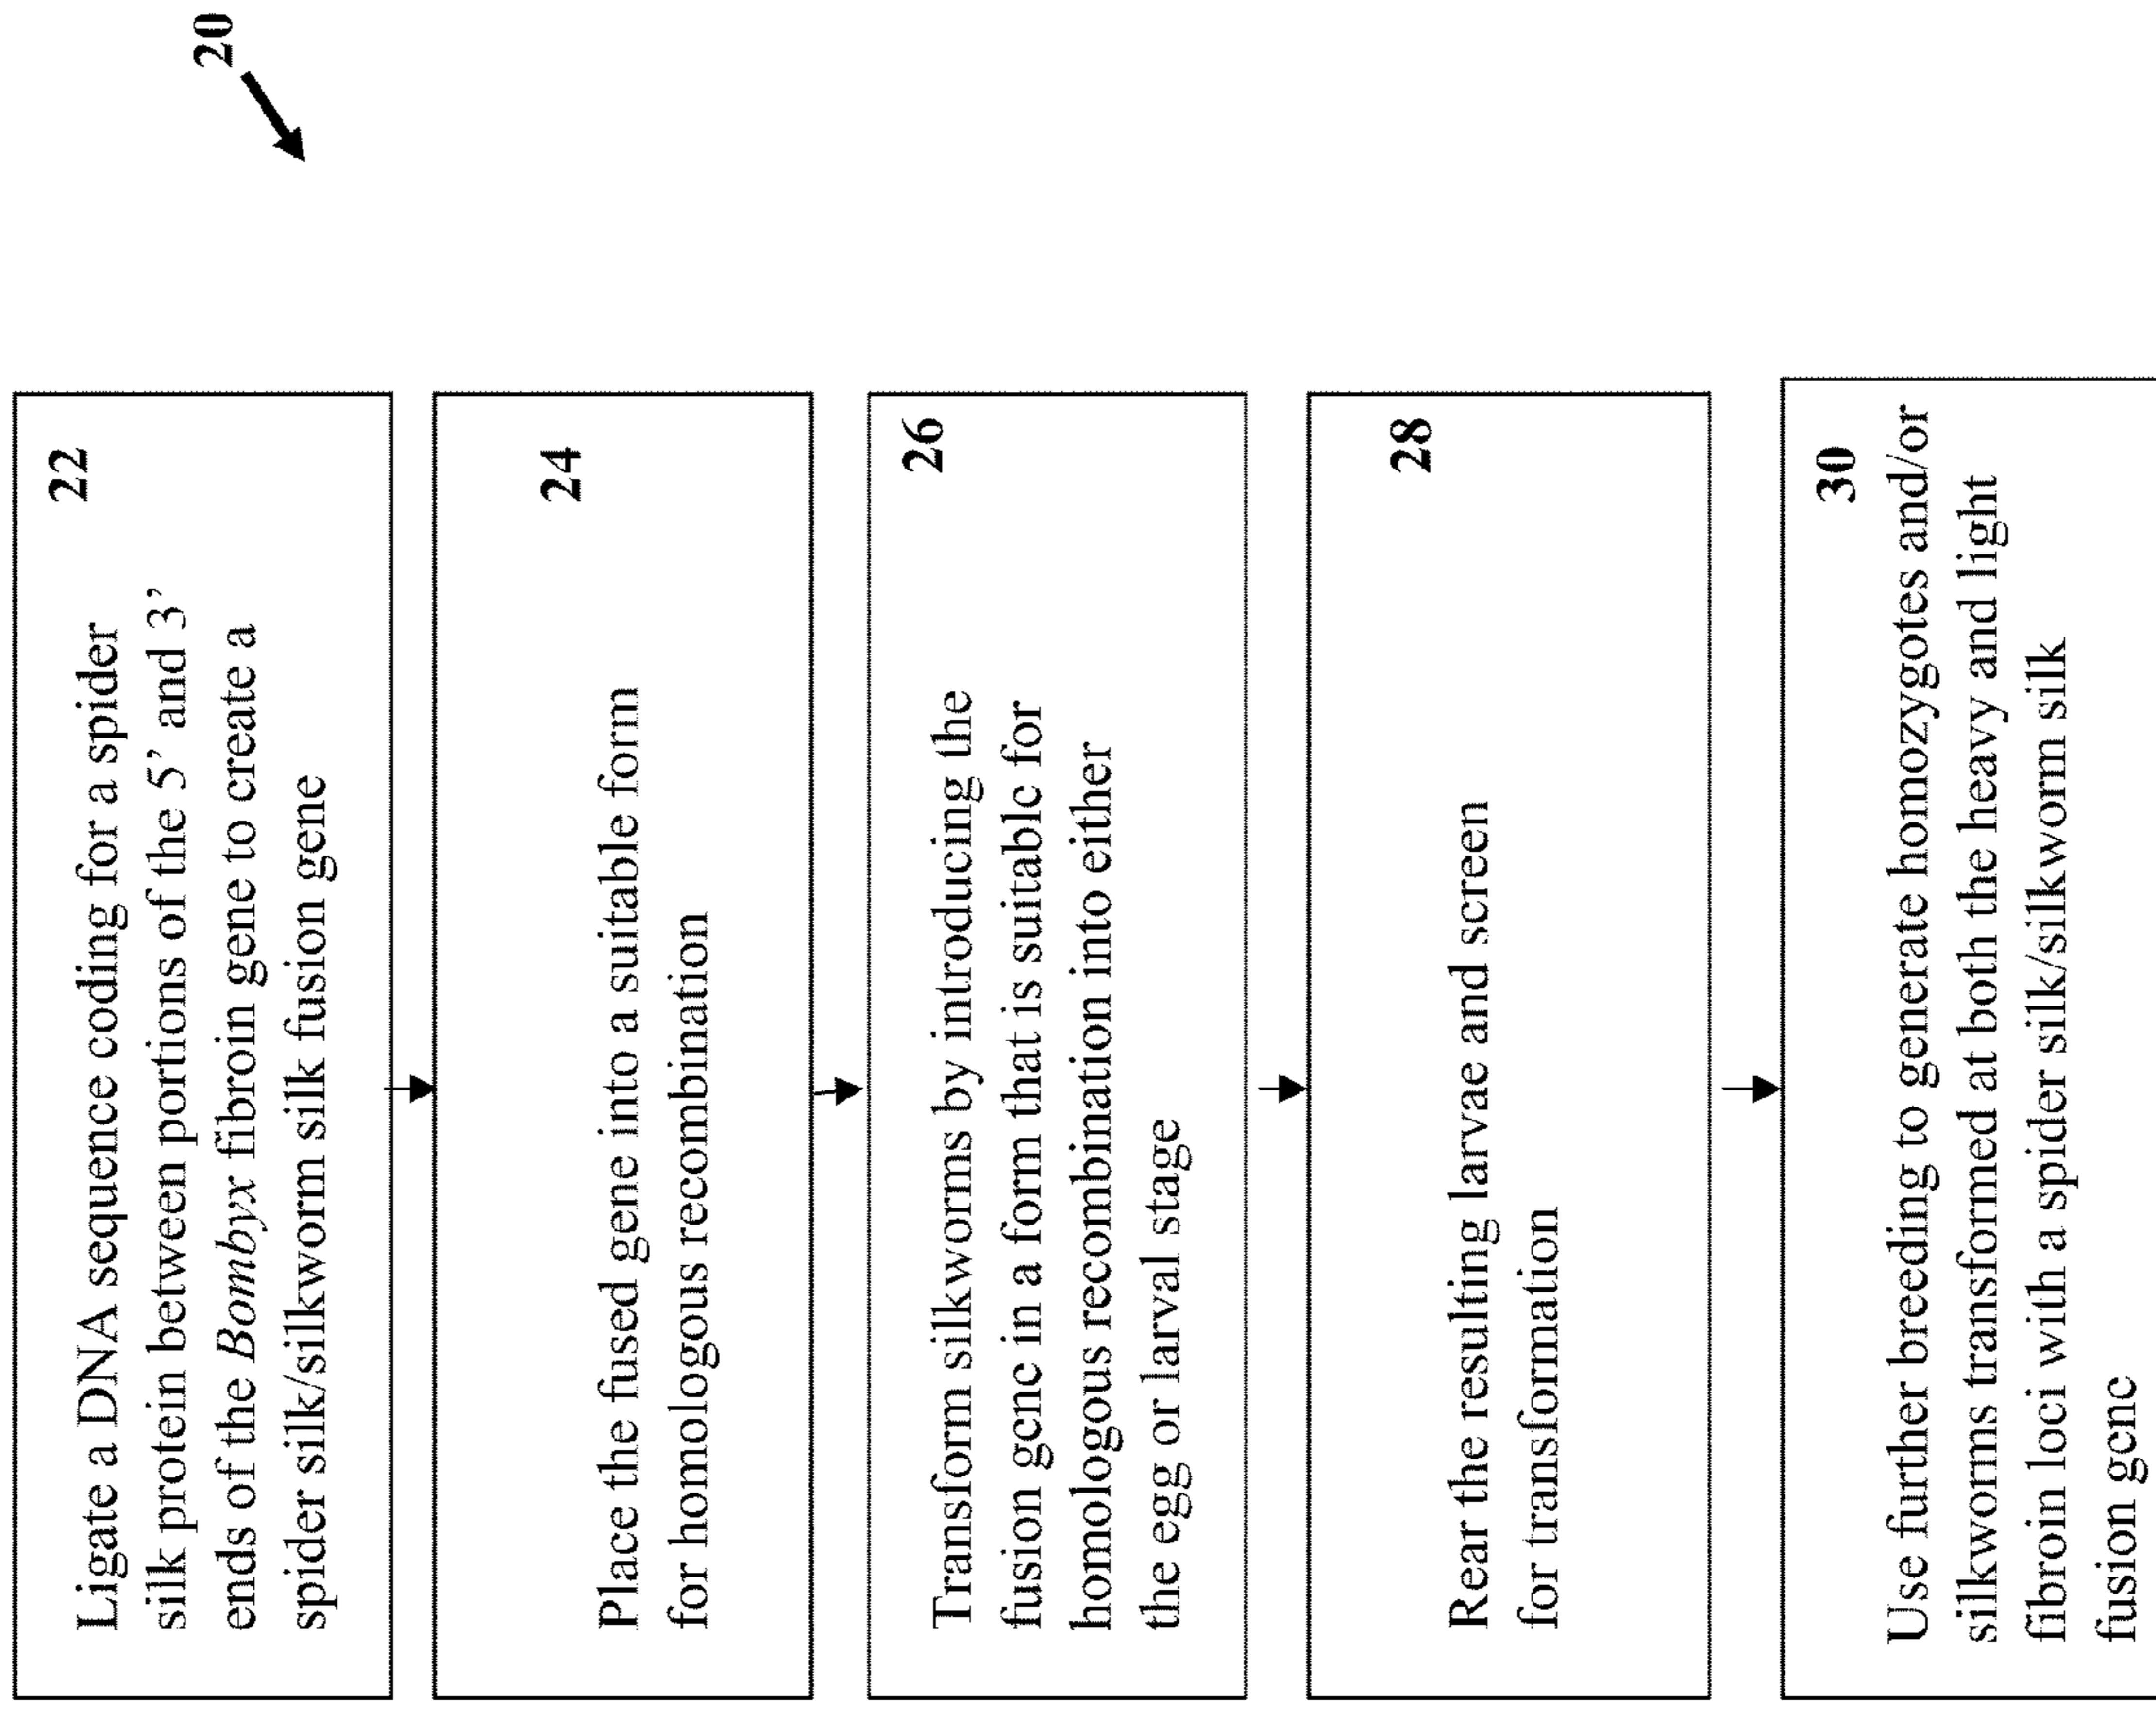 20
22
Ligate a DNA sequence coding for a spider
silk protein between portions of the 5’ and 3’
ends of the Bombyx fibroin gene to create a
spider silk/silkworm silk fusion gene
24
Place the fused gene into a suitable form
for homologous recombination
26
Transform silkworms by introducing the
fusion gene in a form that is suitable for
homologous recombination into either
the egg or larval stage
28
Rear the resulting larvae and screen
for transformation
30
Use further breeding to generate homozygotes and/or
silkworms transformed at both the heavy and light
fibroin loci with a spider silk/silkworm silk
fusion gene